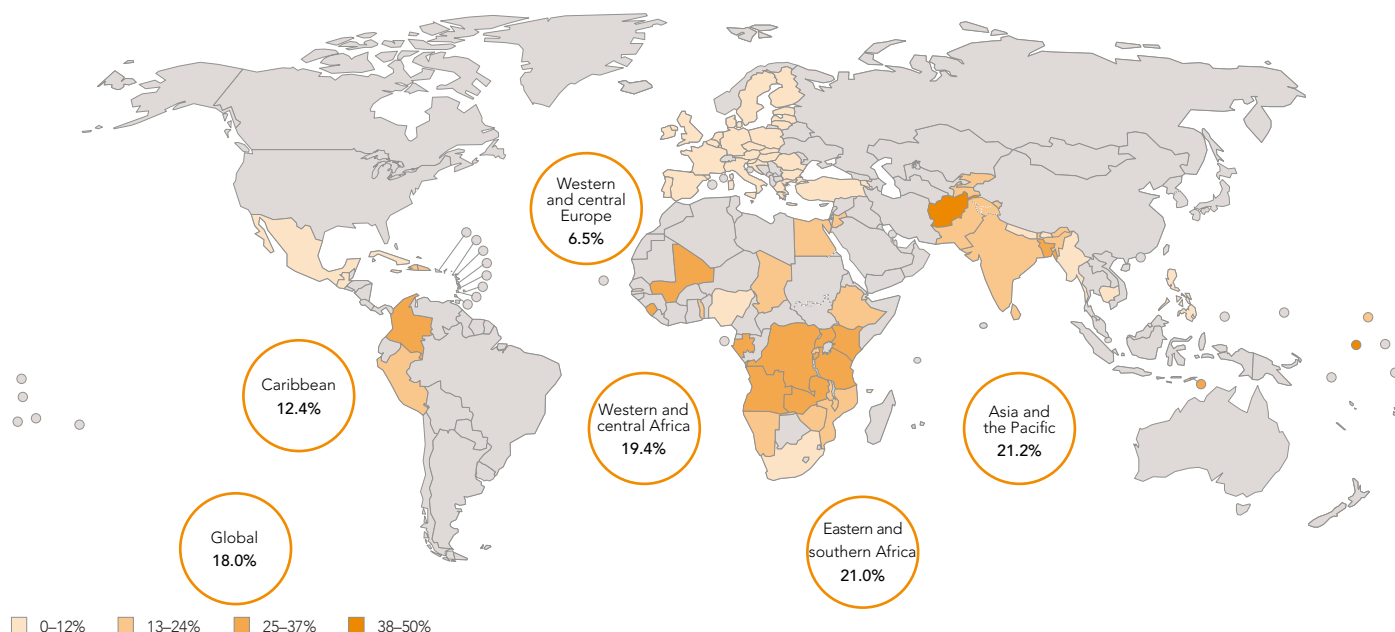 Western
and central
Europe
6.5%
Caribbean
12.4%
Western and
central Africa
19.4%
Asia and
the Pacific
21.2%
Global
18.0%
Eastern and
southern Africa
21.0%
0–12%
13–24%
25–37%
38–50%